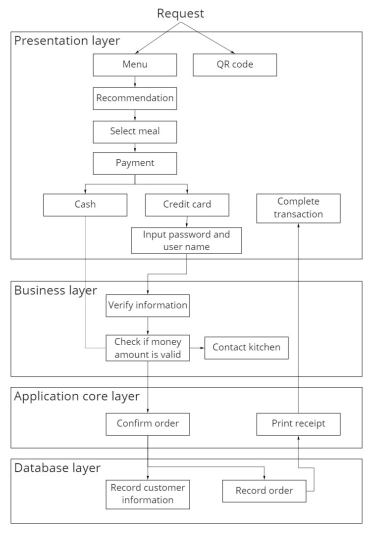 Request
Presentation layer
Menu
QR code
Recommendation
Select meal
Payment
Cash
Credit card
Complete
transaction
Input password and
user name
Business layer
Verify information
Check if money
amount is valid
Contact kitchen
Application core layer
Confirm order
Print receipt
Database layer
Record customer
information
Record order